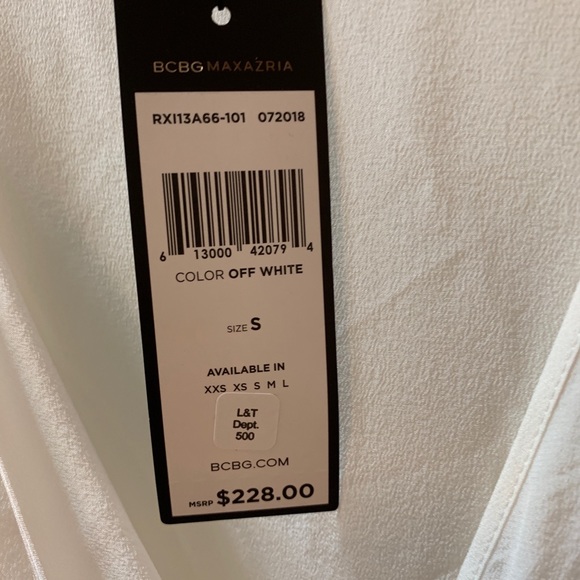 BCBGMAXAZRIA
RXI13A66-101 072018
6 13000 42079 4
COLOR OFF WHITE
SIZE S
AVAILABLE IN
XXS XS S M L
L&T
Dept.
500
BCBG.COM
MSRP $228.00